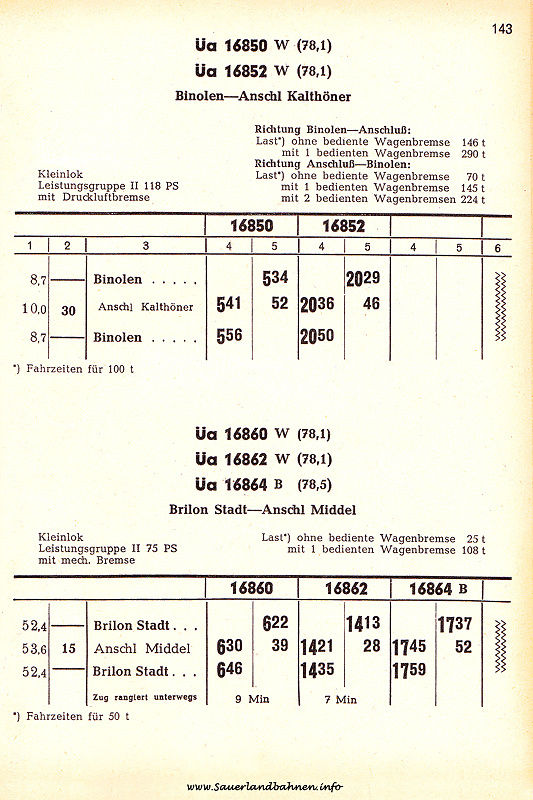 143
Üa 16850 W (78,1)
Üa 16852 W (78,1)
Binolen—Anschl Kalthöner
Richtung Binolen—Anschluß:
Last*) ohne bediente Wagenbremse 146 t
mit 1 bedienten Wagenbremse 290 t
Richtung Anschluß—Binolen:
Last*) ohne bediente Wagenbremse 70 t
mit 1 bedienten Wagenbremse 145 t
mit 2 bedienten Wagenbremsen 224 t
Kleinlok
Leistungsgruppe II 118 PS
mit Druckluftbremse
16850 16852
1 2 3 4 5 4 5 4 5 6
8,7 Binolen . . . . . 534 2029
10,0 30 Anschl Kalthöner 541 52 2036 46
8,7 Binolen . . . . . 556 2050
*) Fahrzeiten für 100 t
Üa 16860 W (78,1)
Üa 16862 W (78,1)
Üa 16864 B (78,5)
Brilon Stadt—Anschl Middel
Kleinlok
Leistungsgruppe II 75 PS
mit mech. Bremse
Last*) ohne bediente Wagenbremse 25 t
mit 1 bedienten Wagenbremse 108 t
16860 16862 16864 B
52,4 Brilon Stadt . . . 622 1413 1737
53,6 15 Anschl Middel 630 39 1421 28 1745 52
52,4 Brilon Stadt . . . 646 1435 1759
Zug rangiert unterwegs 9 Min 7 Min
*) Fahrzeiten für 50 t
www.Sauerlandbahnen.info